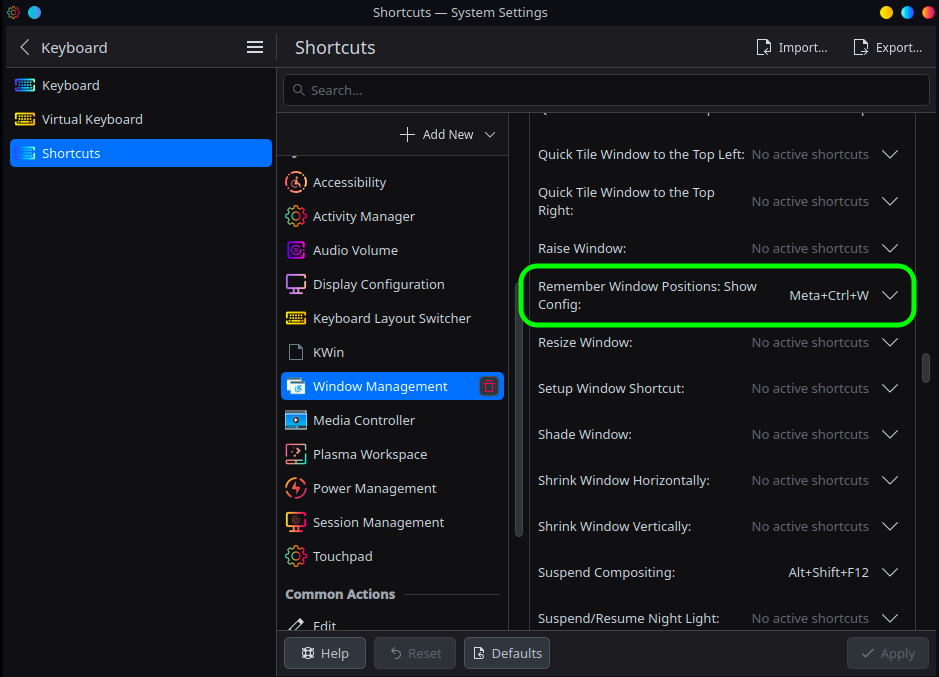 Shortcuts — System Settings
Keyboard
Shortcuts
Import...
Export...
Keyboard
Virtual Keyboard
Shortcuts
Search...
Add New
Accessibility
Activity Manager
Audio Volume
Display Configuration
Keyboard Layout Switcher
KWin
Window Management
Media Controller
Plasma Workspace
Power Management
Session Management
Touchpad
Common Actions
Edit
Quick Tile Window to the Top Left: No active shortcuts
Quick Tile Window to the Top
Right: No active shortcuts
Raise Window: No active shortcuts
Remember Window Positions: Show
Config: Meta+Ctrl+W
Resize Window: No active shortcuts
Setup Window Shortcut: No active shortcuts
Shade Window: No active shortcuts
Shrink Window Horizontally: No active shortcuts
Shrink Window Vertically: No active shortcuts
Suspend Compositing: Alt+Shift+F12
Suspend/Resume Night Light: No active shortcuts
Help
Reset
Defaults
Apply